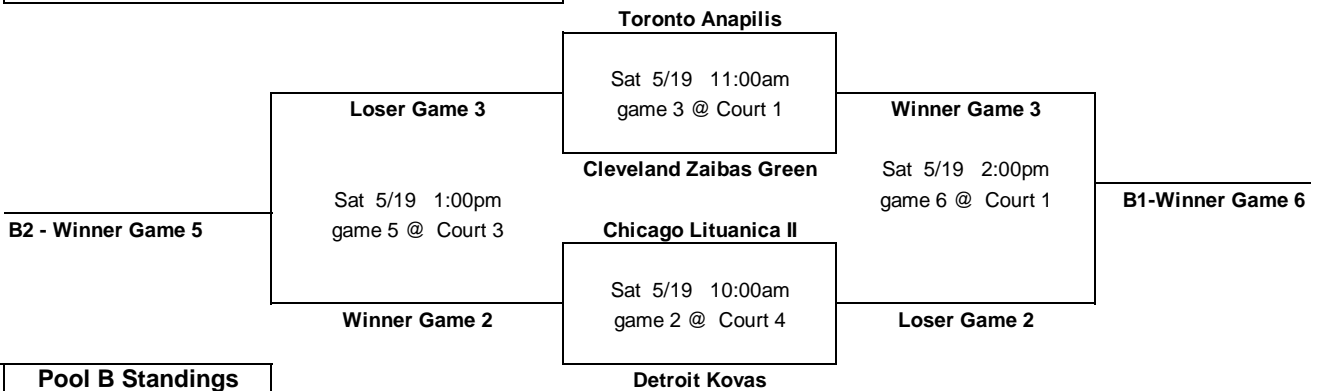 Toronto Anapilis
Sat 5/19 11:00am
game 3 @ Court 1
Loser Game 3
Winner Game 3
Cleveland Zaibas Green
Sat 5/19 2:00pm
game 6 @ Court 1
B1-Winner Game 6
Sat 5/19 1:00pm
game 5 @ Court 3
B2 - Winner Game 5
Chicago Lituanica II
Sat 5/19 10:00am
game 2 @ Court 4
Winner Game 2
Loser Game 2
Detroit Kovas
Pool B Standings